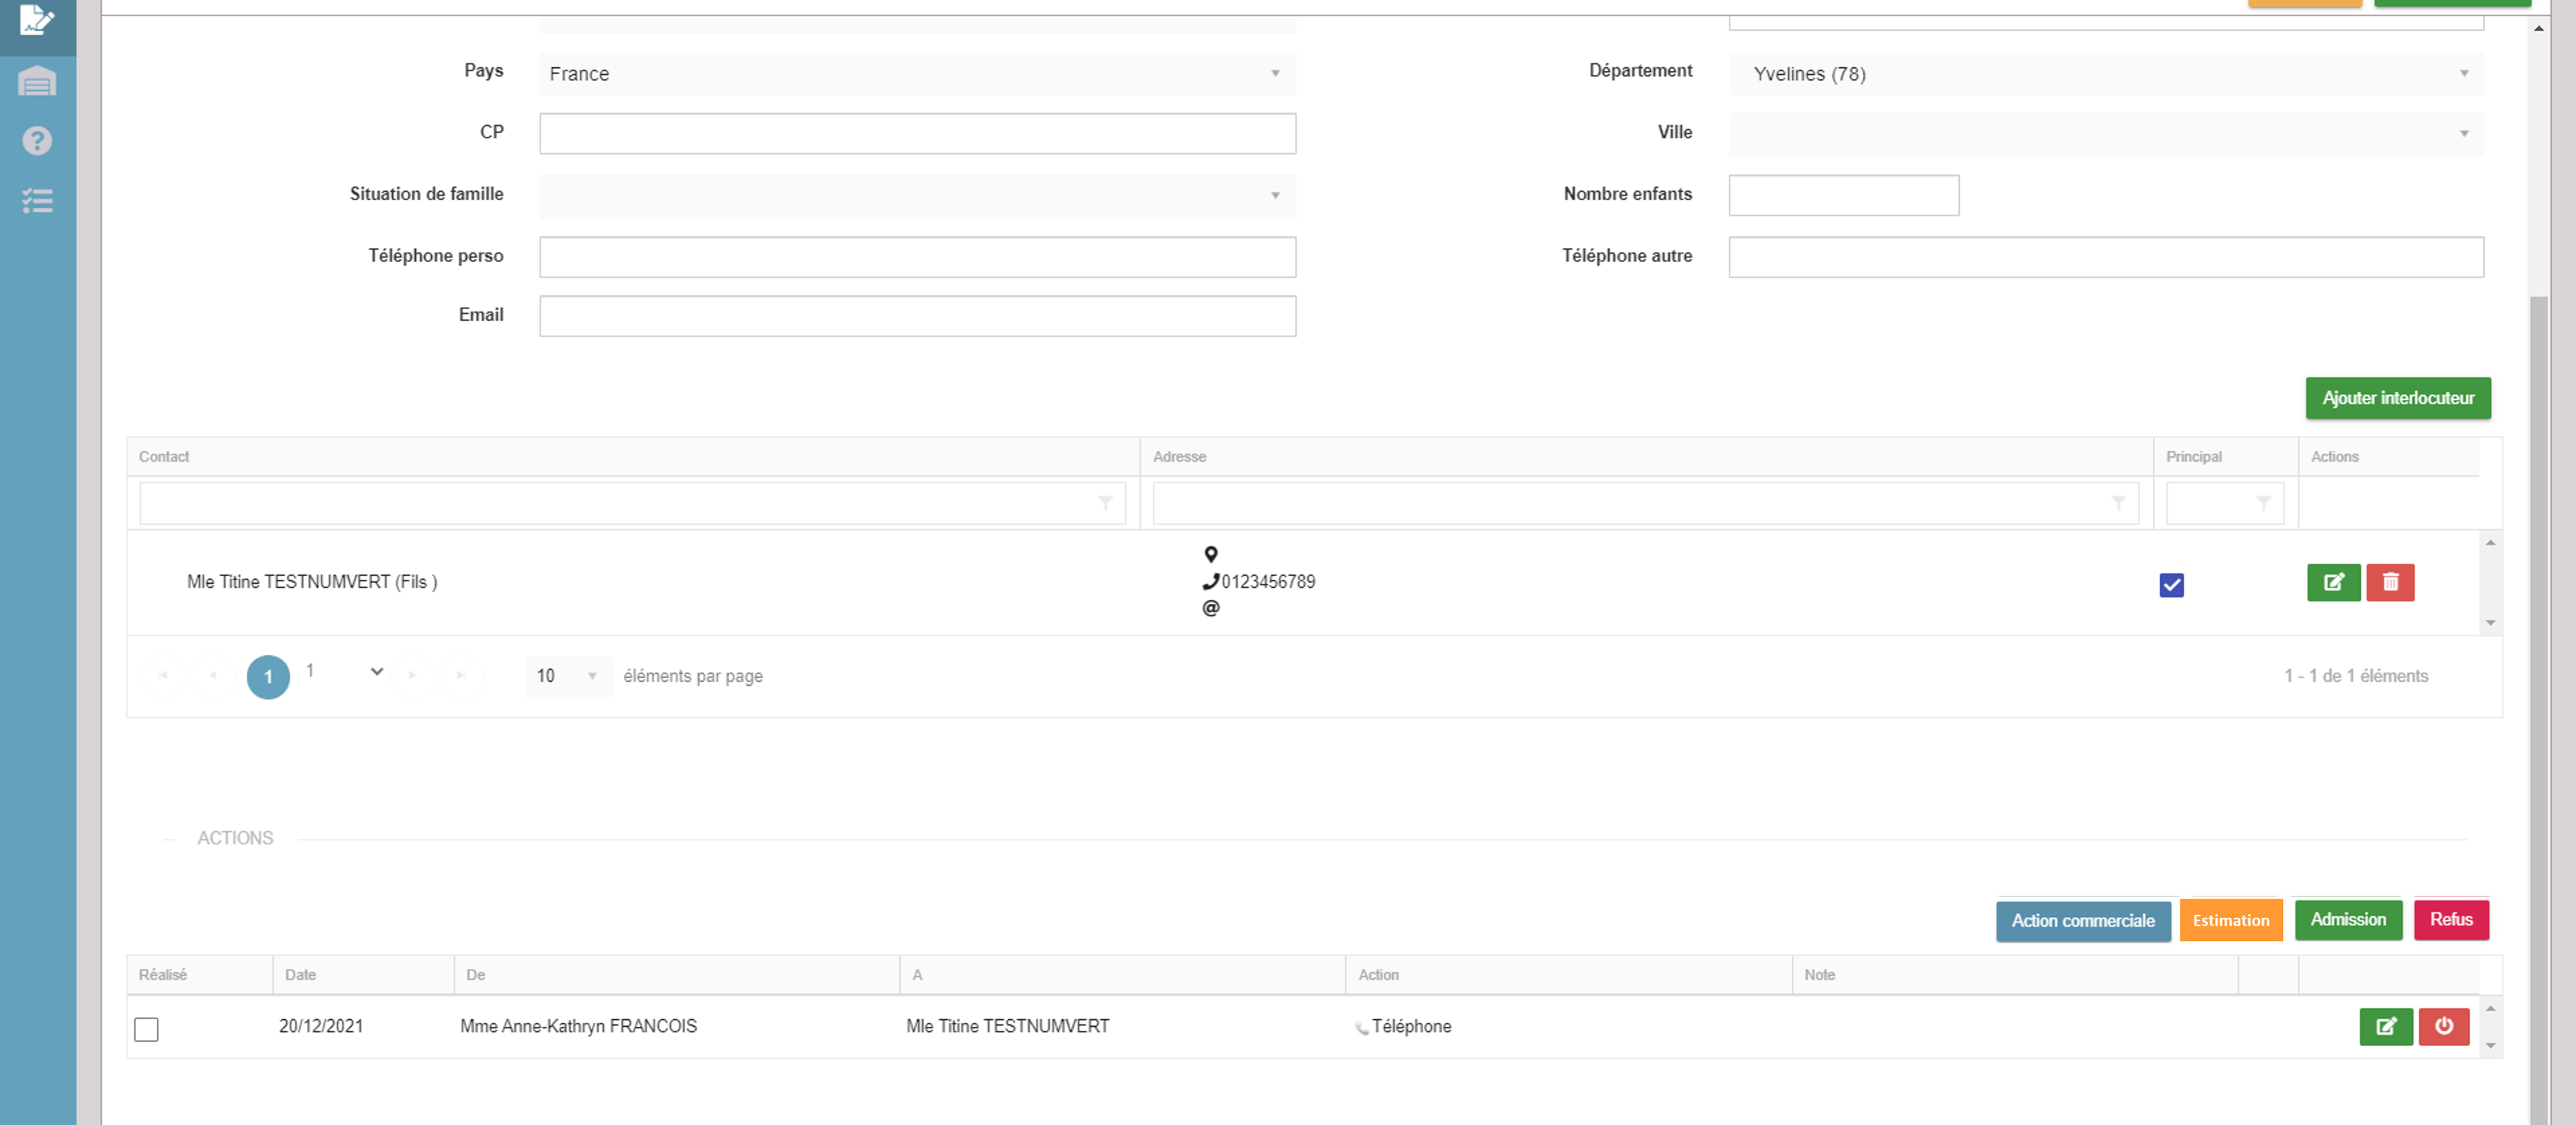 Pays France Département Yvelines (78)
CP Ville
Situation de famille Nombre enfants
Téléphone perso Téléphone autre
Email
Ajouter interlocuteur
Contact Adresse Principal Actions
Mle Titine TESTNUMVERT (Fils ) 0123456789
@
1 1 10 éléments par page 1 - 1 de 1 éléments
ACTIONS
Action commerciale Estimation Admission Refus
Réalisé Date De A Action Note
20/12/2021 Mme Anne-Kathryn FRANCOIS Mle Titine TESTNUMVERT Téléphone